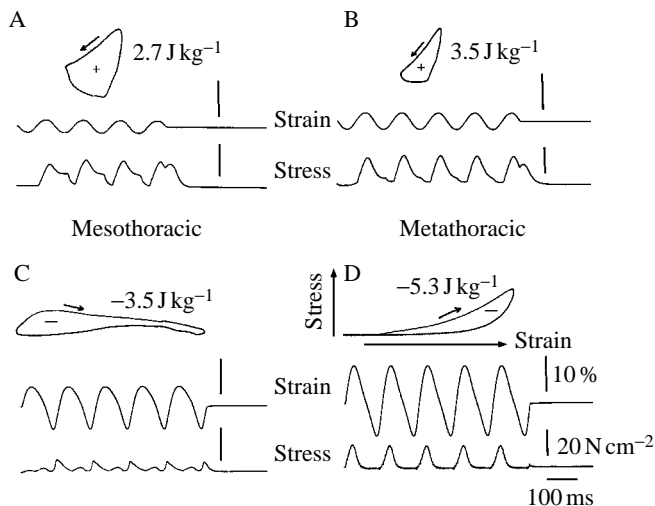 A
B
2.7 J kg⁻¹
3.5 J kg⁻¹
+
+
Strain
Stress
Mesothoracic
Metathoracic
C
D
−3.5 J kg⁻¹
−5.3 J kg⁻¹
−
−
Stress
Strain
Strain
10 %
Stress
20 N cm⁻²
100 ms